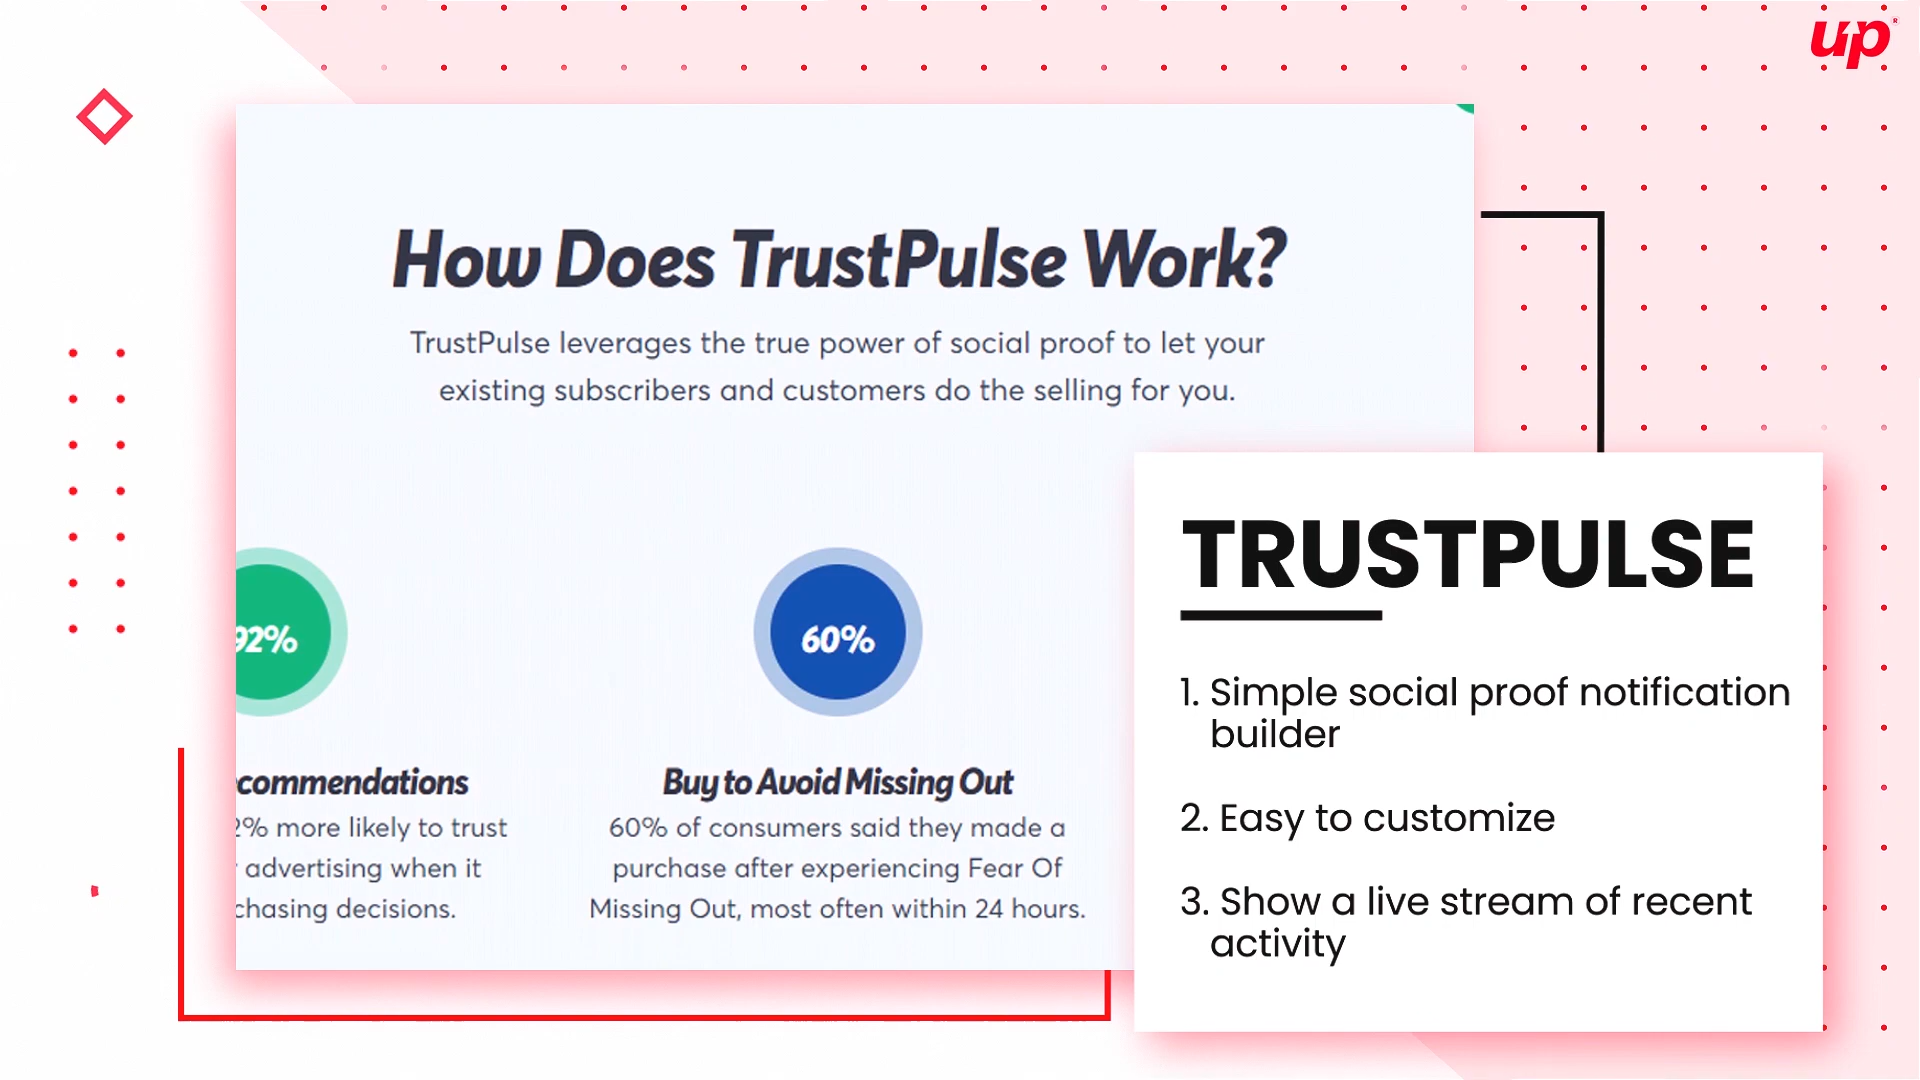 up
How Does TrustPulse Work?
TrustPulse leverages the true power of social proof to let your
existing subscribers and customers do the selling for you.
92%
commendations
2% more likely to trust
advertising when it
chasing decisions.
60%
Buy to Avoid Missing Out
60% of consumers said they made a
purchase after experiencing Fear Of
Missing Out, most often within 24 hours.
TRUSTPULSE
1. Simple social proof notification
builder
2. Easy to customize
3. Show a live stream of recent
activity